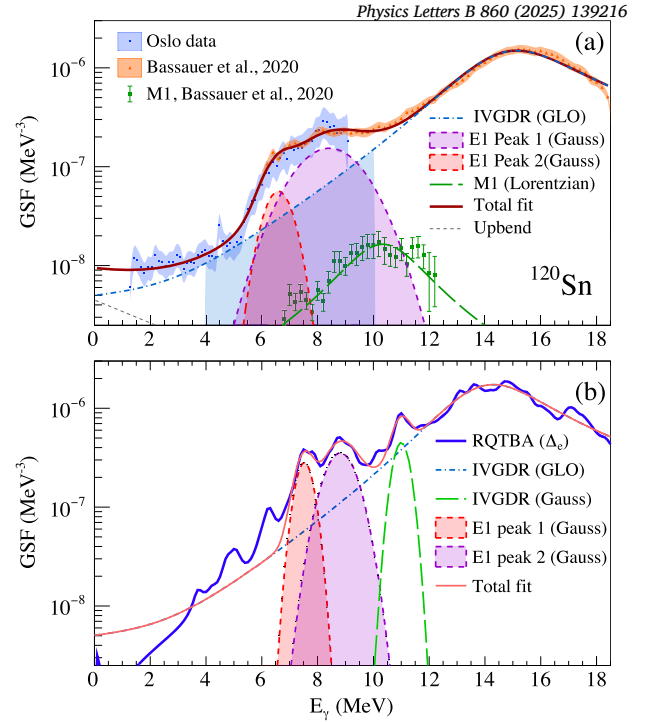 Physics Letters B 860 (2025) 139216
(a)
Oslo data
Bassauer et al., 2020
M1, Bassauer et al., 2020
IVGDR (GLO)
E1 Peak 1 (Gauss)
E1 Peak 2(Gauss)
M1 (Lorentzian)
Total fit
Upbend
¹²⁰Sn
GSF (MeV⁻³)
10⁻⁶
10⁻⁷
10⁻⁸
0 2 4 6 8 10 12 14 16 18
(b)
RQTBA (Δₑ)
IVGDR (GLO)
IVGDR (Gauss)
E1 peak 1 (Gauss)
E1 peak 2 (Gauss)
Total fit
GSF (MeV⁻³)
10⁻⁶
10⁻⁷
10⁻⁸
0 2 4 6 8 10 12 14 16 18
Eᵧ (MeV)